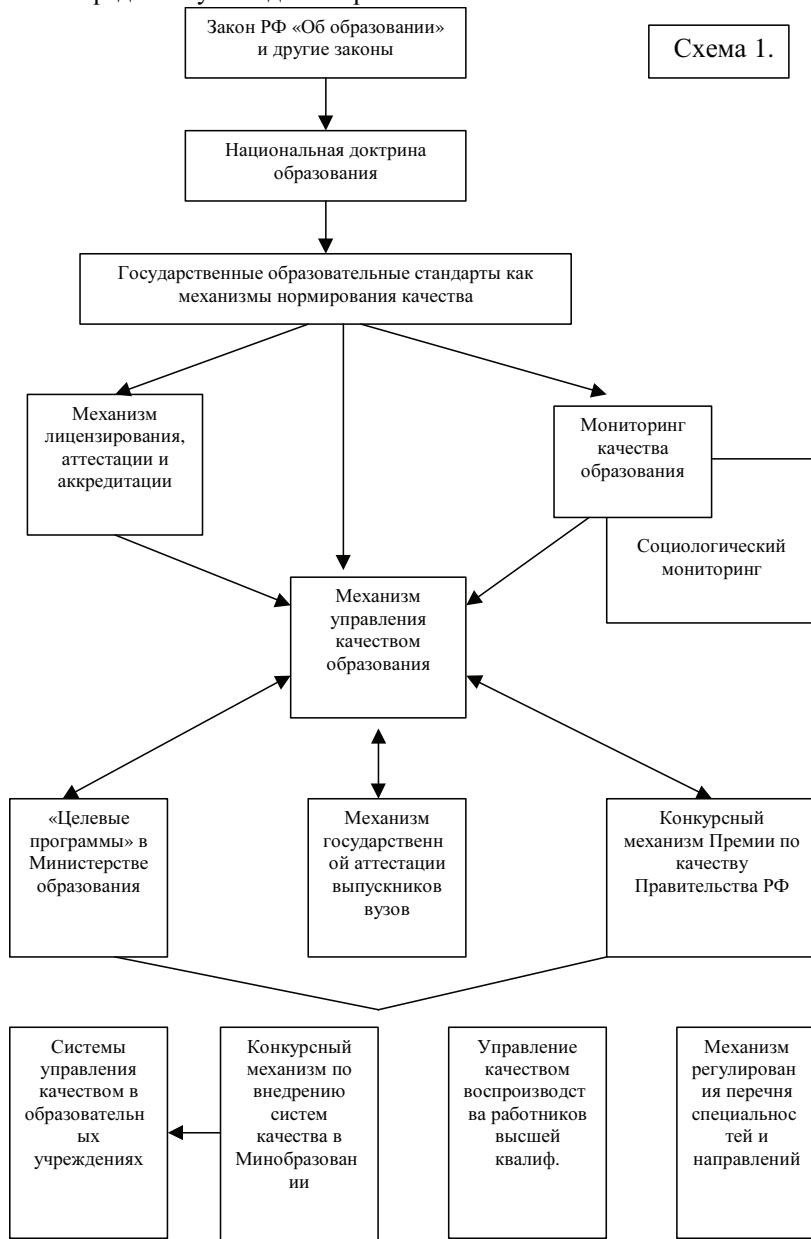 Закон РФ «Об образовании»
и другие законы
Схема 1.
Национальная доктрина
образования
Государственные образовательные стандарты как
механизмы нормирования качества
Механизм
лицензирования,
аттестации и
аккредитации
Мониторинг
качества
образования
Социологический
мониторинг
Механизм
управления
качеством
образования
«Целевые
программы» в
Министерстве
образования
Механизм
государственн
ой аттестации
выпускников
вузов
Конкурсный
механизм Премии по
качеству
Правительства РФ
Системы
управления
качеством в
образовательн
ых
учреждениях
Конкурсный
механизм по
внедрению
систем
качества в
Минобразован
ии
Управление
качеством
воспроизводст
ва работников
высшей
квалиф.
Механизм
регулирован
ия перечня
специальнос
тей и
направлений